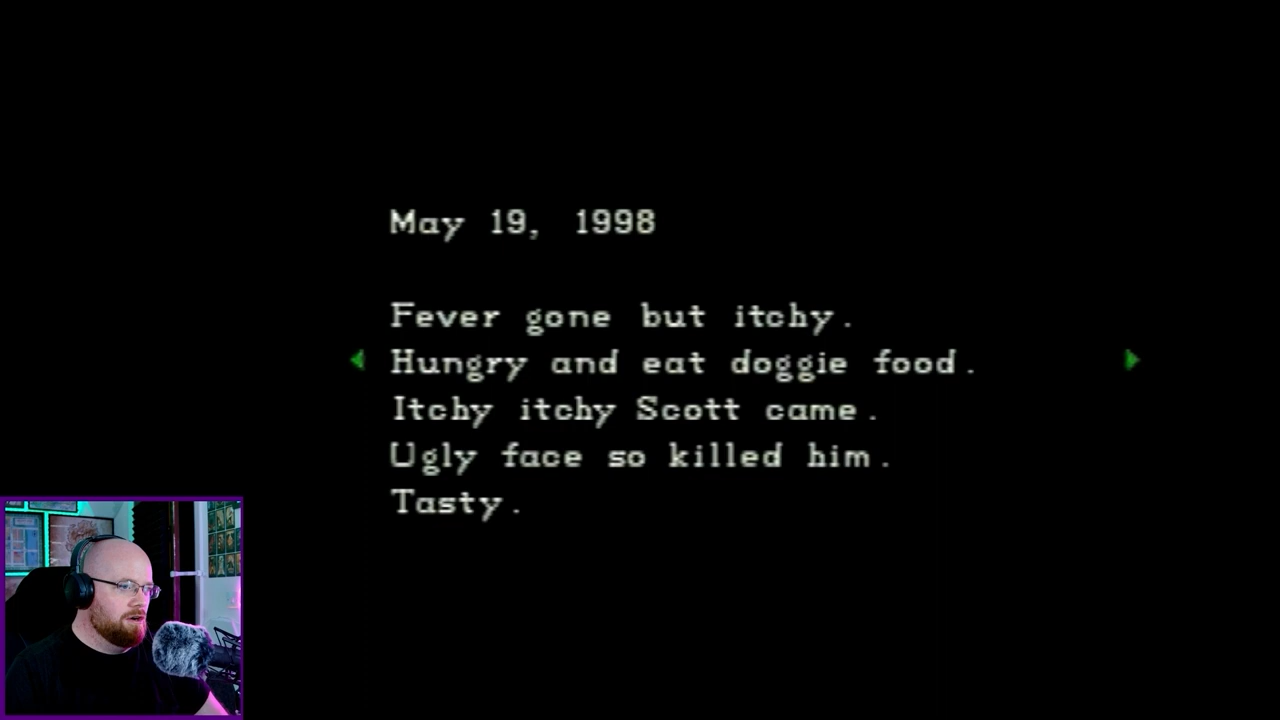 May 19, 1998
Fever gone but itchy.
Hungry and eat doggie food.
Itchy itchy Scott came.
Ugly face so killed him.
Tasty.